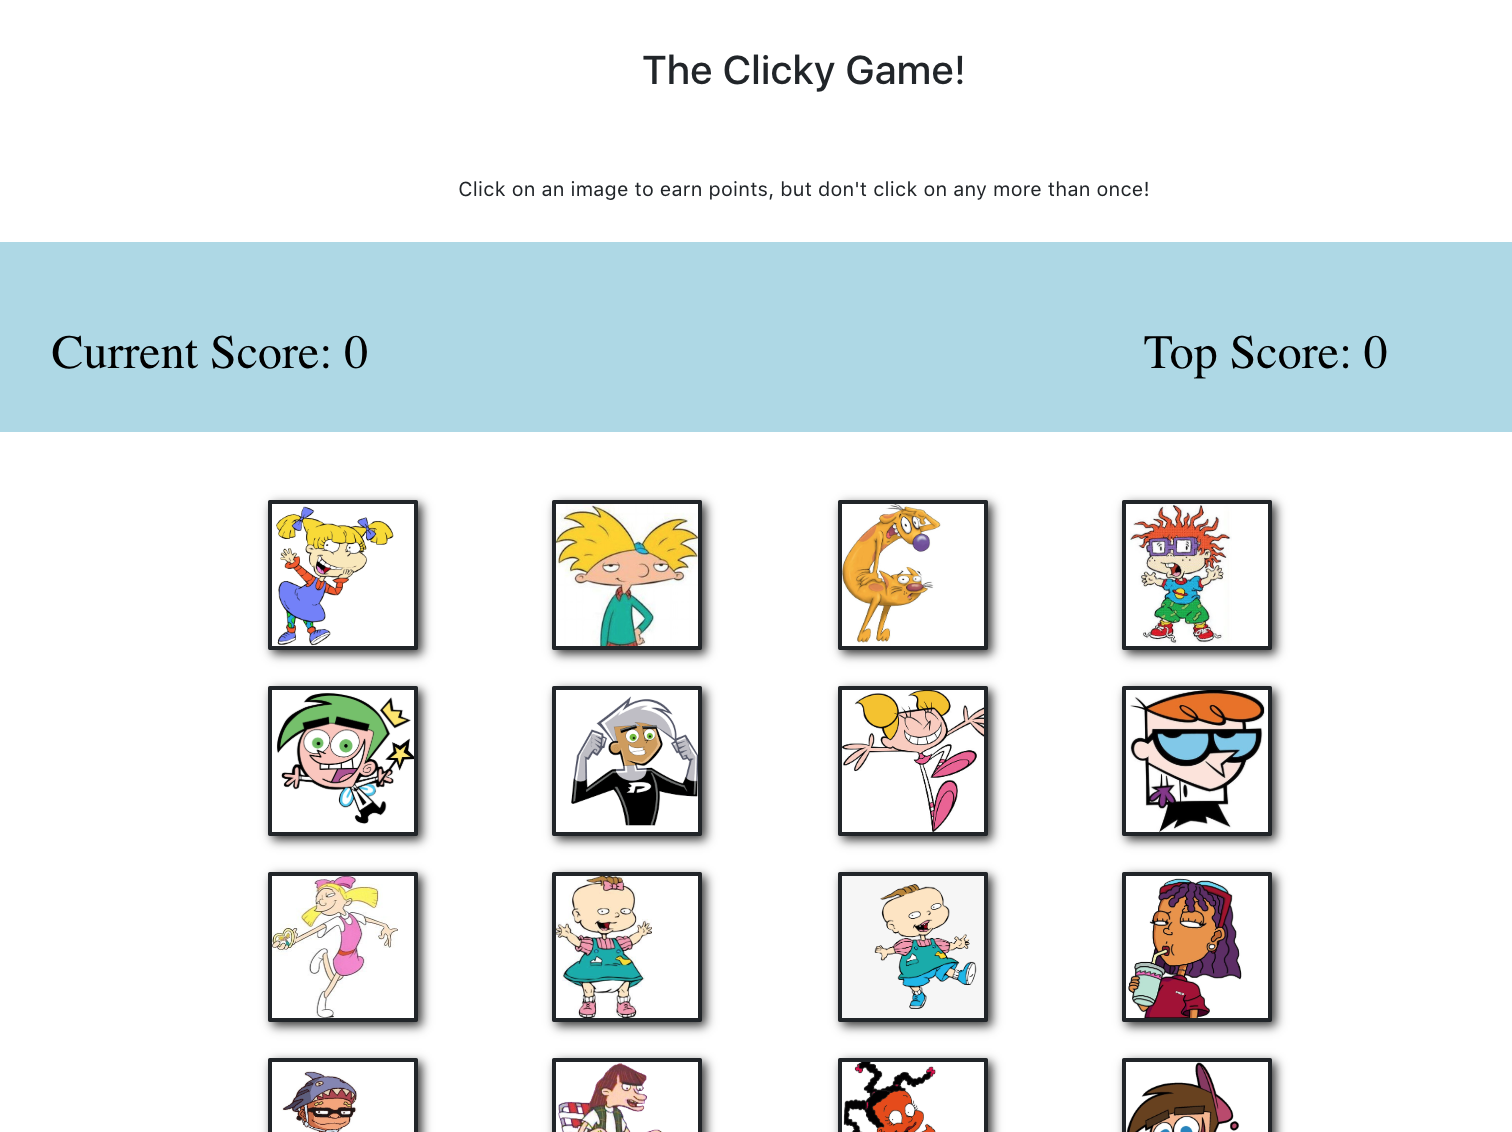 The Clicky Game!
Click on an image to earn points, but don't click on any more than once!
Current Score: 0
Top Score: 0